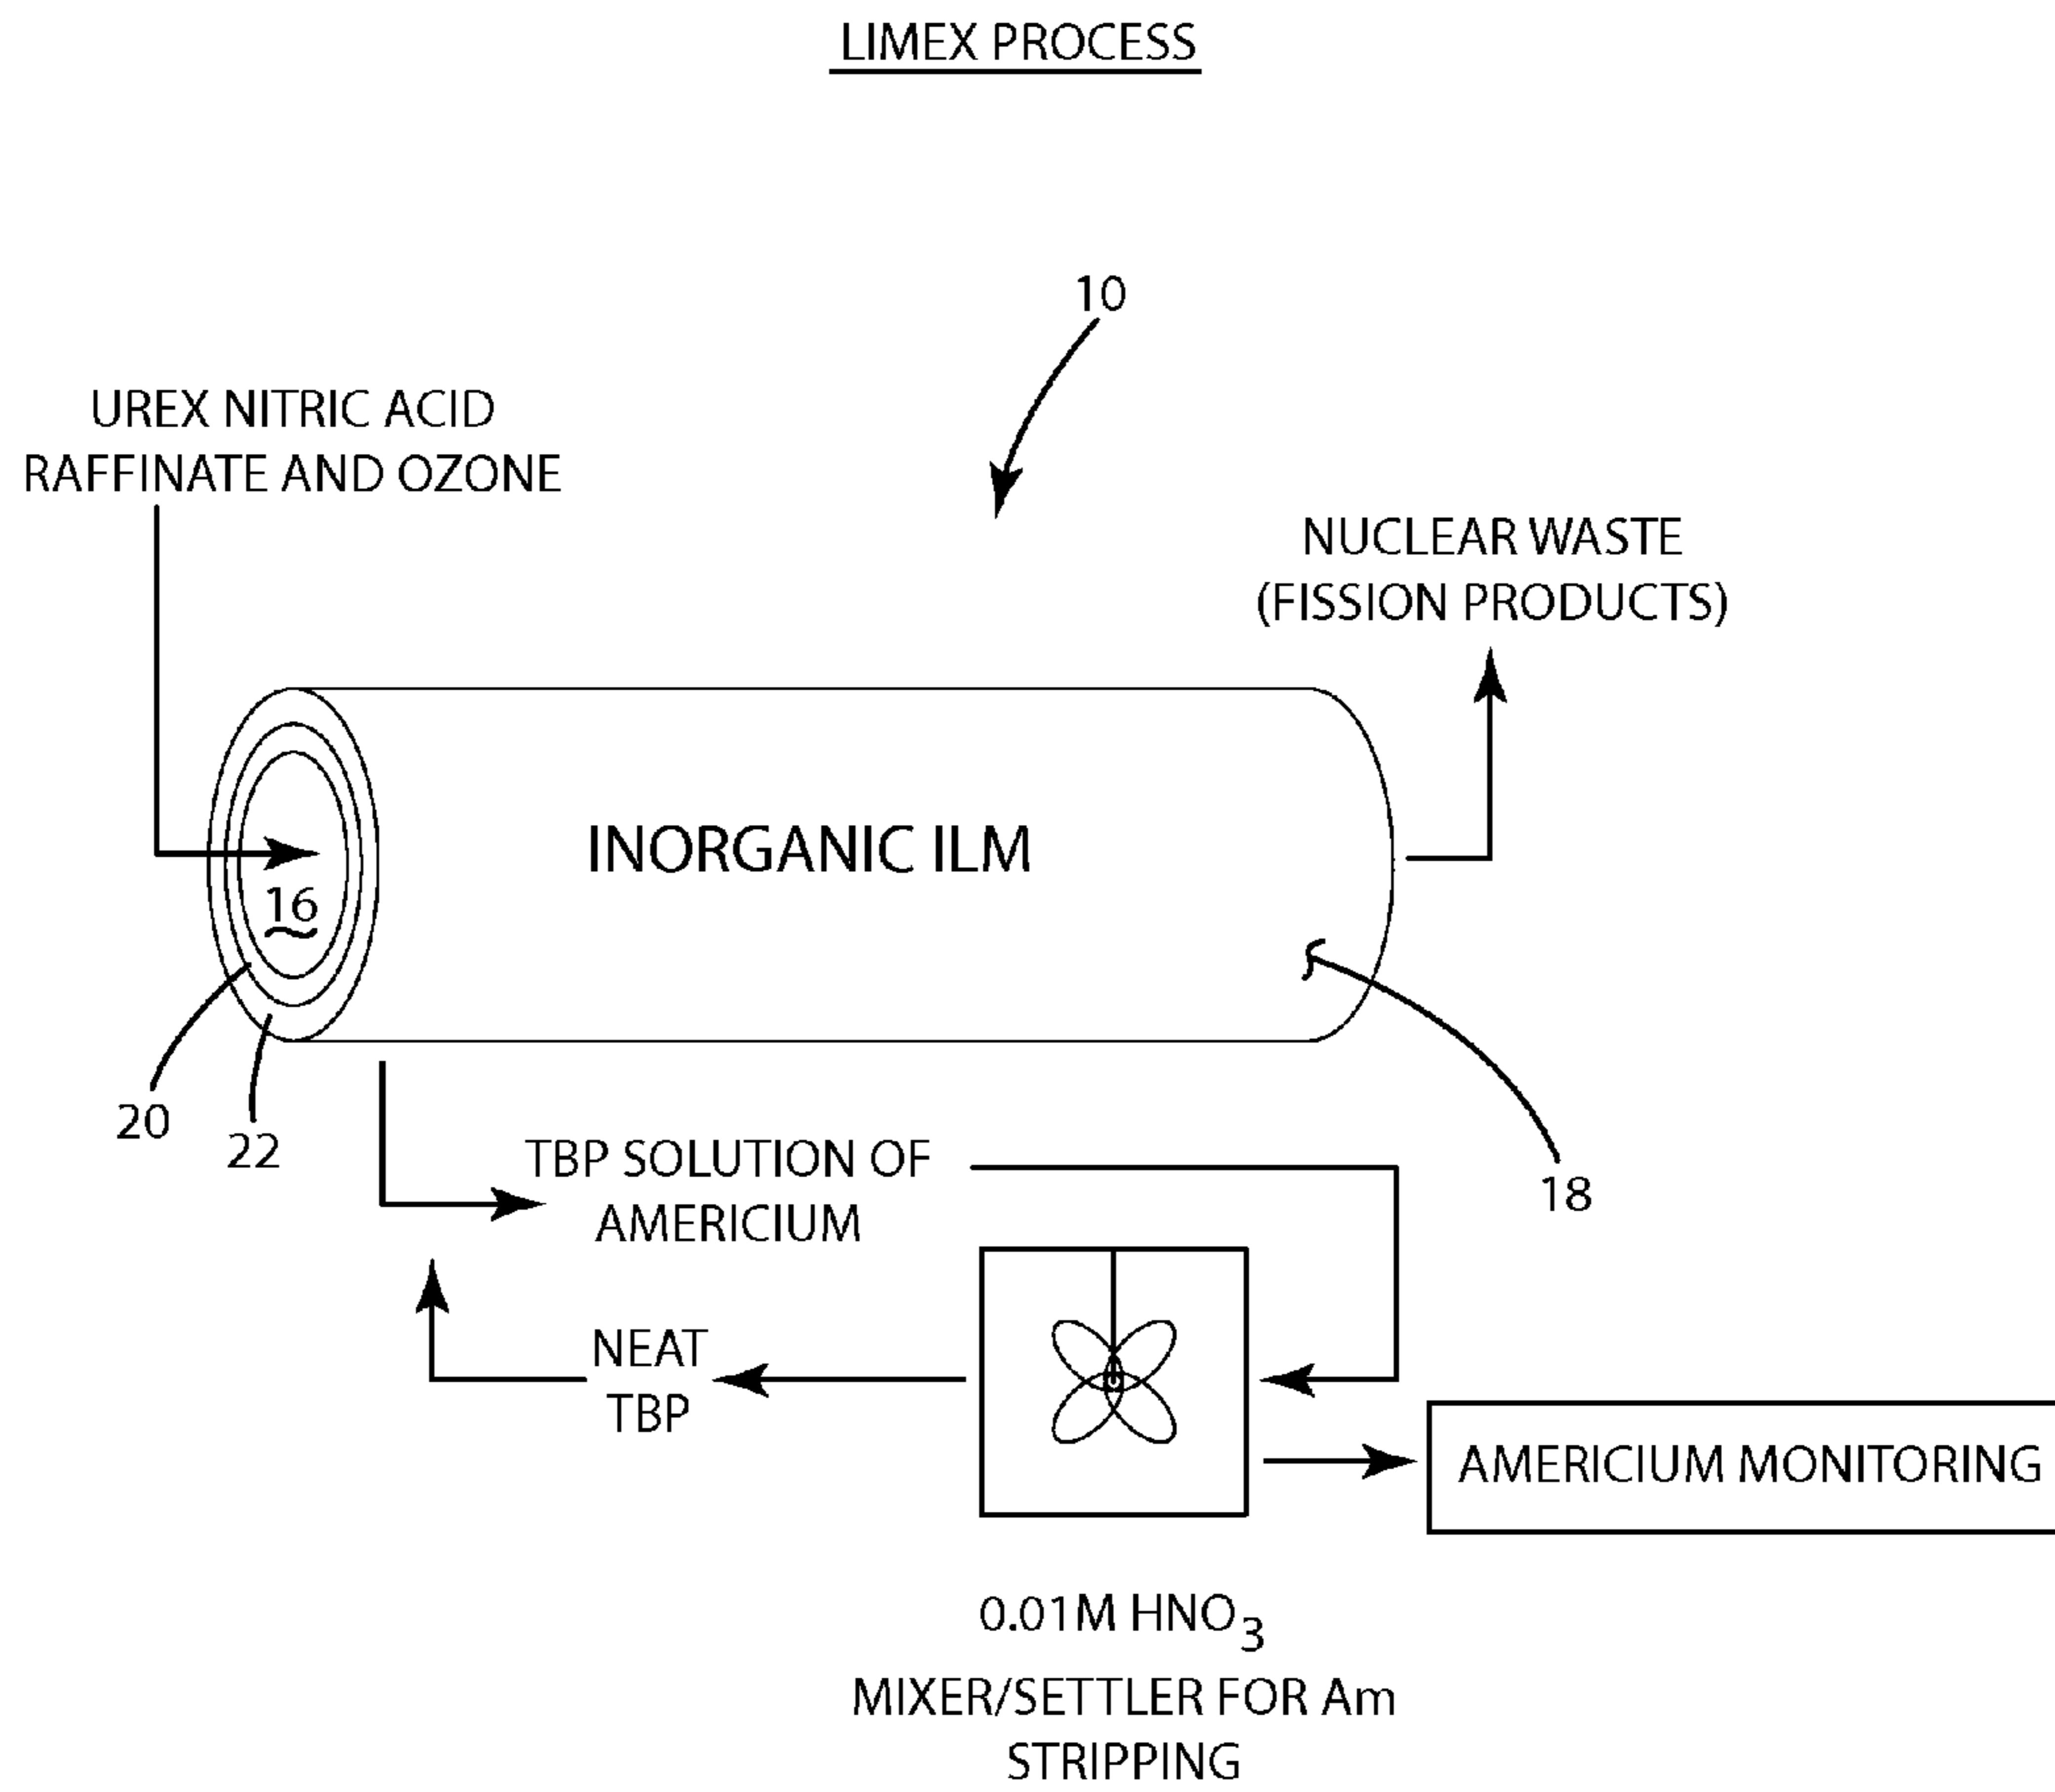 LIMEX PROCESS
10
UREX NITRIC ACID
RAFFINATE AND OZONE
NUCLEAR WASTE
(FISSION PRODUCTS)
INORGANIC ILM
16
20
22
18
TBP SOLUTION OF
AMERICIUM
NEAT
TBP
AMERICIUM MONITORING
0.01M HNO3
MIXER/SETTLER FOR Am
STRIPPING